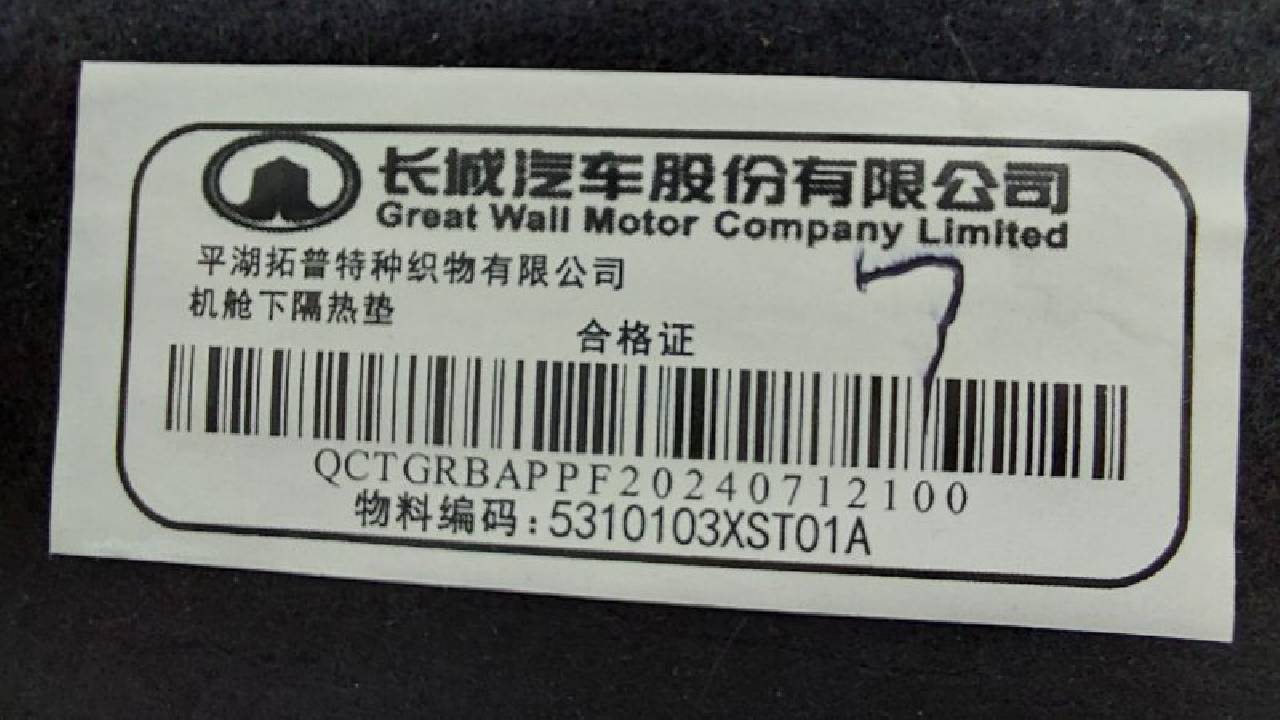 长城汽车股份有限公司
Great Wall Motor Company Limited
平湖拓普特种织物有限公司
7
机舱下隔热垫
合格证
QCTGRBAPPF20240712100
物料编码:5310103XST01A